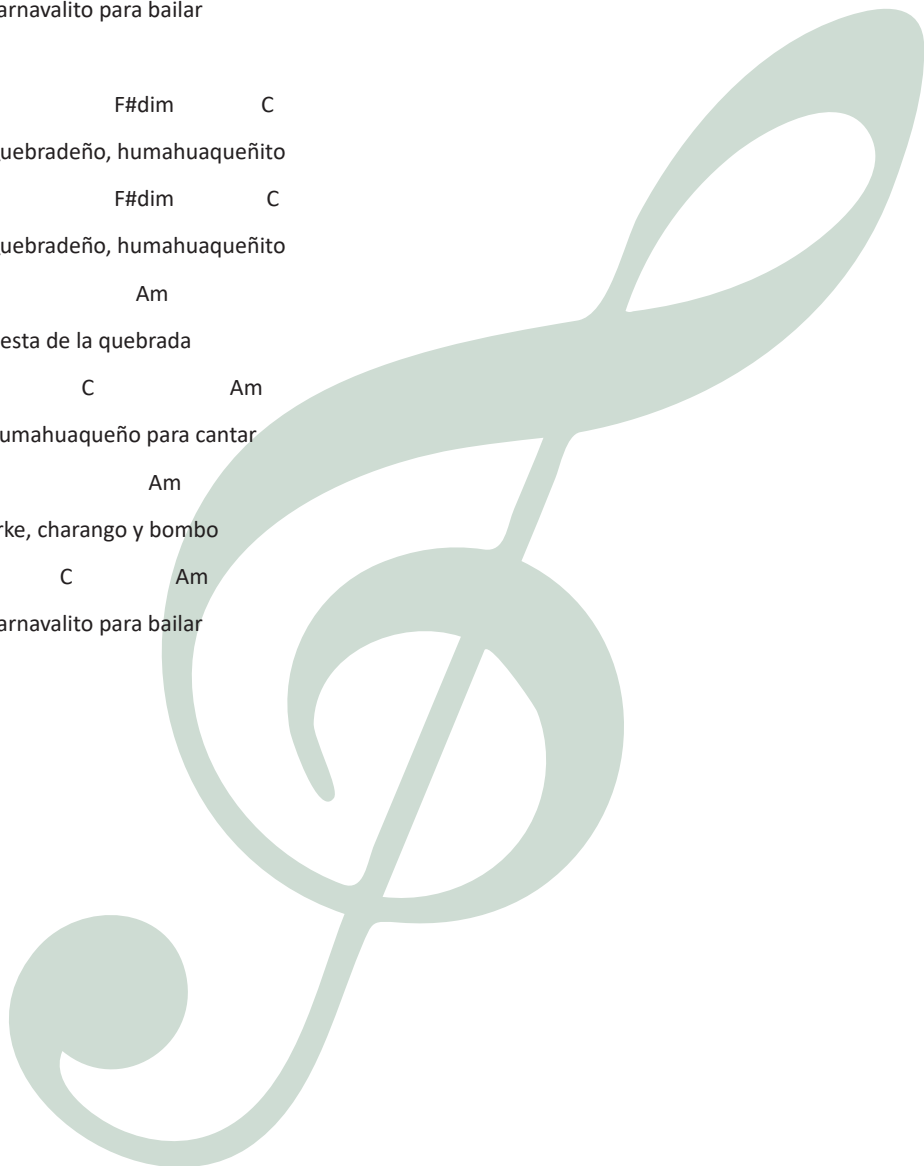 arnavalito para bailar
F#dim C
uebradeño, humahuaqueñito
F#dim C
uebradeño, humahuaqueñito
Am
esta de la quebrada
C Am
umahuaqueño para cantar
Am
rke, charango y bombo
C Am
arnavalito para bailar